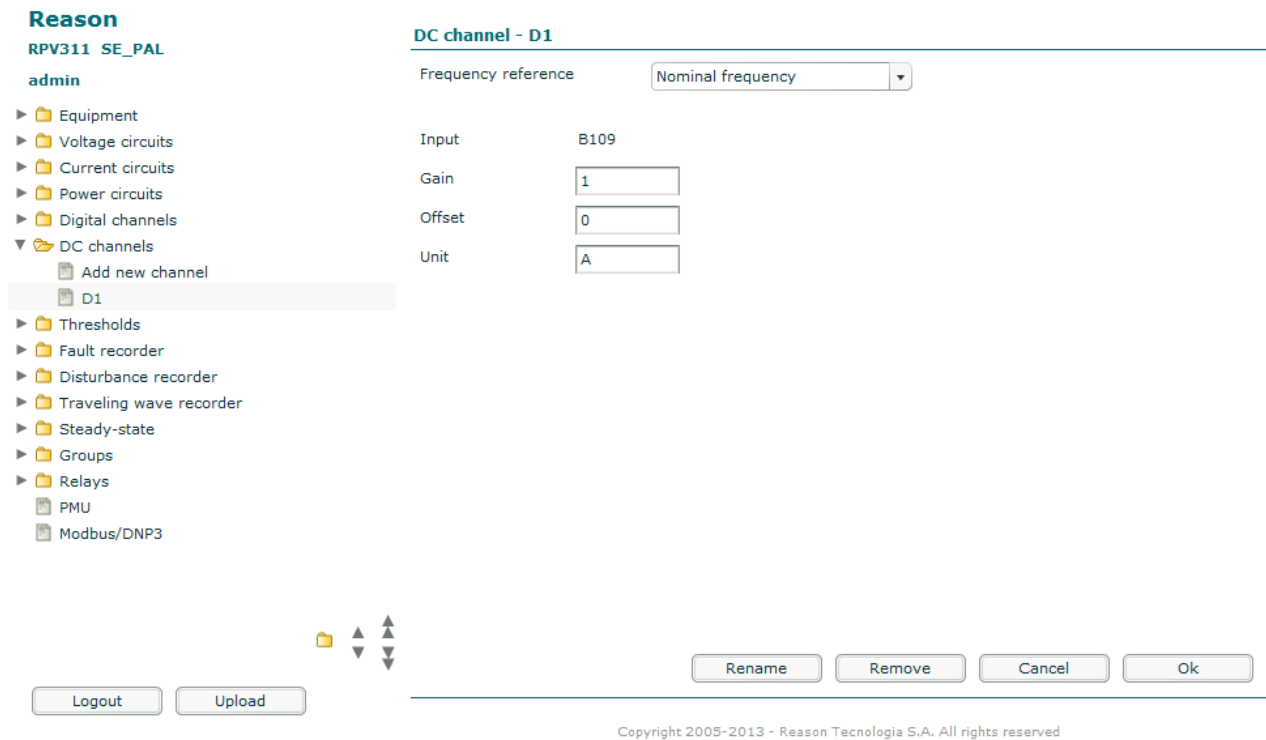 Reason
RPV311 SE_PAL
admin
Equipment
Voltage circuits
Current circuits
Power circuits
Digital channels
DC channels
Add new channel
D1
Thresholds
Fault recorder
Disturbance recorder
Traveling wave recorder
Steady-state
Groups
Relays
PMU
Modbus/DNP3
Logout Upload
DC channel - D1
Frequency reference Nominal frequency
Input B109
Gain 1
Offset 0
Unit A
Rename Remove Cancel Ok
Copyright 2005-2013 - Reason Tecnologia S.A. All rights reserved